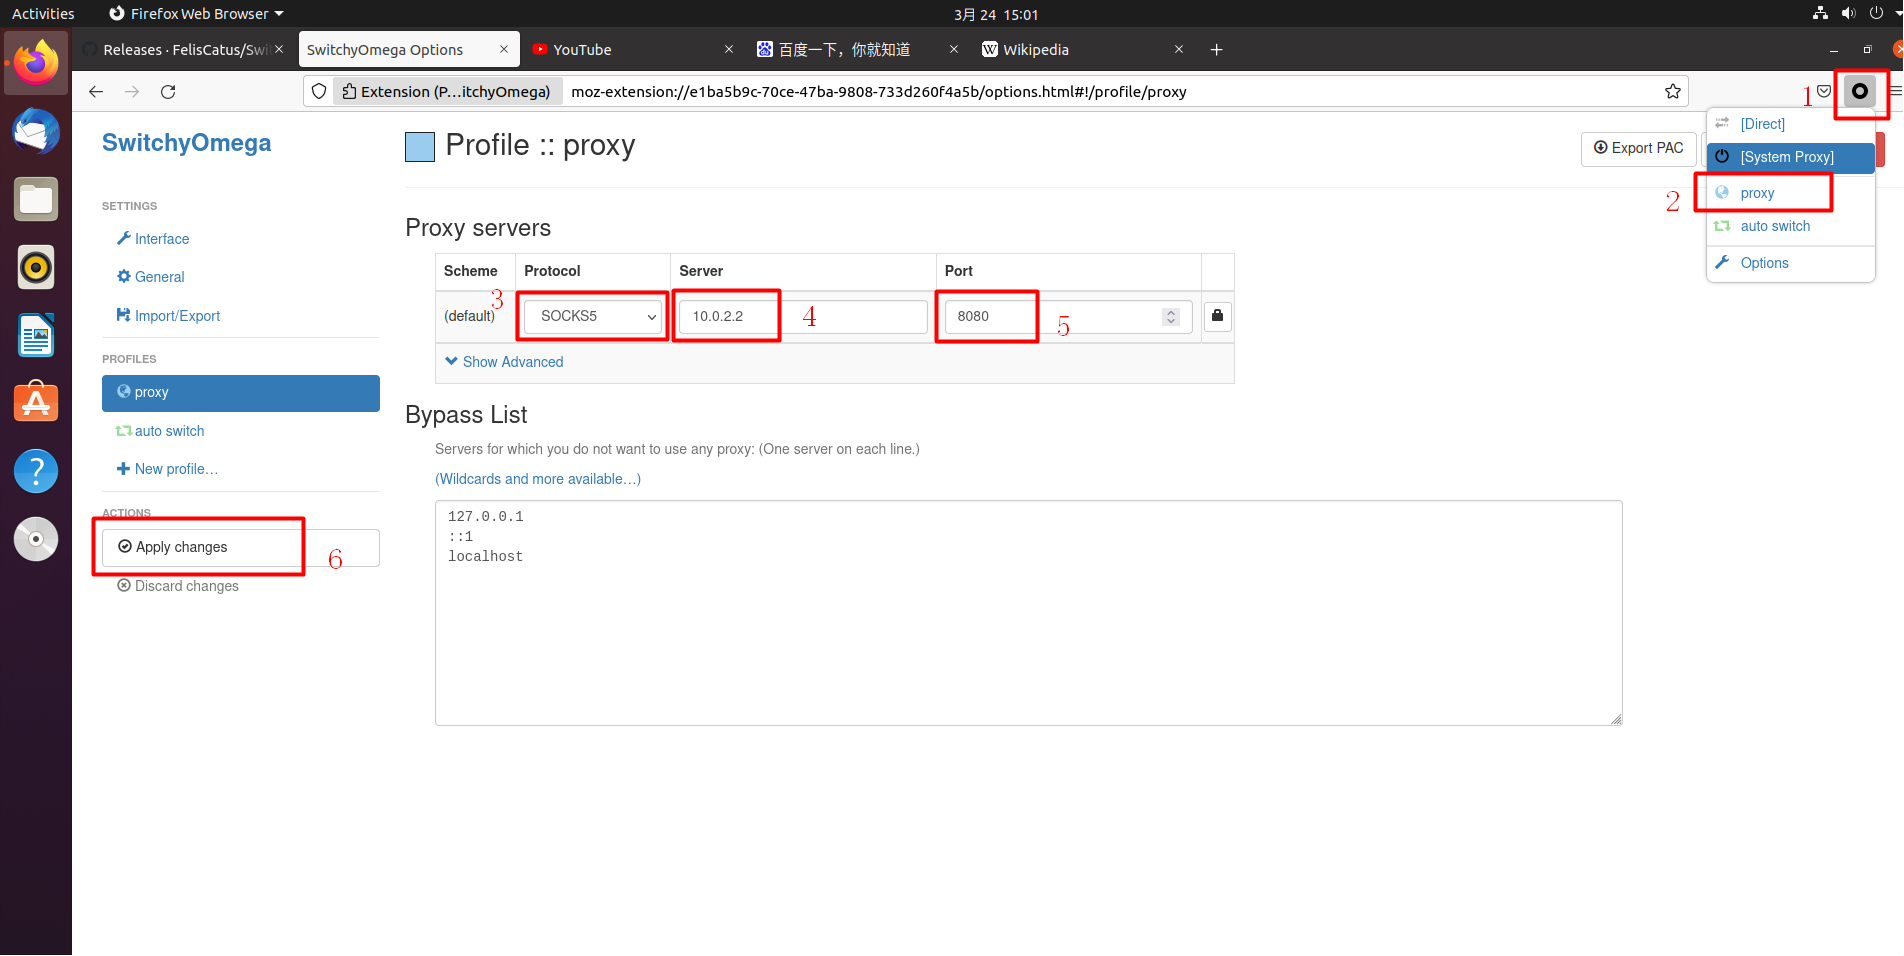 Activities
Firefox Web Browser
3月 24 15:01
Releases · FelisCatus/Swi
SwitchyOmega Options
YouTube
百度一下，你就知道
Wikipedia
Extension (P…itchyOmega)
moz-extension://e1ba5b9c-70ce-47ba-9808-733d260f4a5b/options.html#!/profile/proxy
1
[Direct]
[System Proxy]
2
proxy
auto switch
Options
SwitchyOmega
Profile :: proxy
Export PAC
SETTINGS
Interface
General
Import/Export
PROFILES
proxy
auto switch
New profile…
ACTIONS
Apply changes
6
Discard changes
Proxy servers
Scheme Protocol Server Port
(default) 3 SOCKS5 10.0.2.2 4 8080 5
Show Advanced
Bypass List
Servers for which you do not want to use any proxy: (One server on each line.)
(Wildcards and more available…)
127.0.0.1
::1
localhost